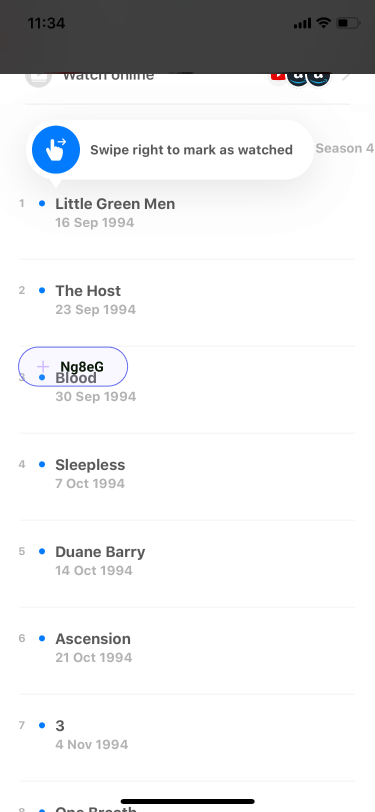 11:34
Watch online
Swipe right to mark as watched
Season 4
1 Little Green Men
16 Sep 1994
2 The Host
23 Sep 1994
+ Ng8eG
3 Blood
30 Sep 1994
4 Sleepless
7 Oct 1994
5 Duane Barry
14 Oct 1994
6 Ascension
21 Oct 1994
7 3
4 Nov 1994
8 One Breath